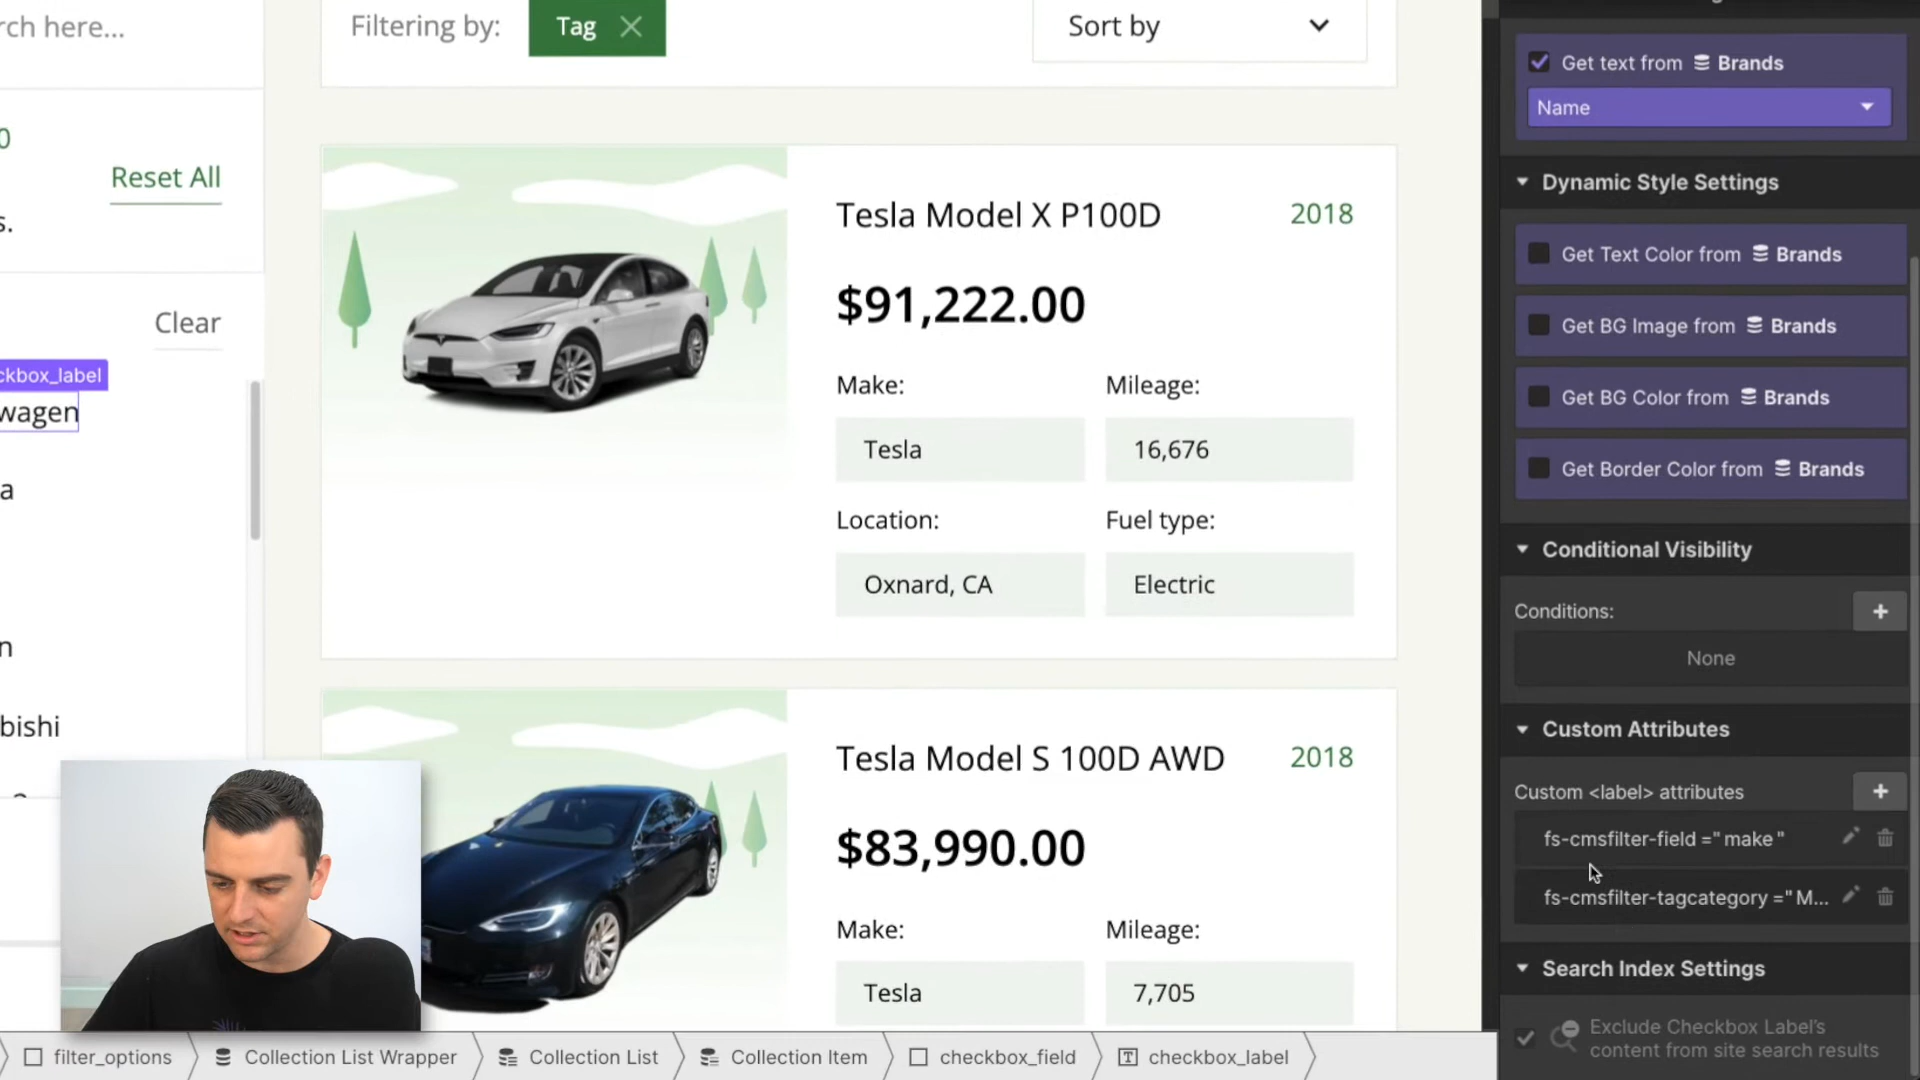 rch here...
Filtering by:
Tag
Sort by
0
Reset All
s.
Clear
ckbox_label
wagen
a
n
bishi
Tesla Model X P100D
2018
$91,222.00
Make:
Mileage:
Tesla
16,676
Location:
Fuel type:
Oxnard, CA
Electric
Tesla Model S 100D AWD
2018
$83,990.00
Make:
Mileage:
Tesla
7,705
Get text from Brands
Name
Dynamic Style Settings
Get Text Color from Brands
Get BG Image from Brands
Get BG Color from Brands
Get Border Color from Brands
Conditional Visibility
Conditions:
None
Custom Attributes
Custom <label> attributes
fs-cmsfilter-field =" make "
fs-cmsfilter-tagcategory =" M...
Search Index Settings
Exclude Checkbox Label's
content from site search results
filter_options
Collection List Wrapper
Collection List
Collection Item
checkbox_field
checkbox_label